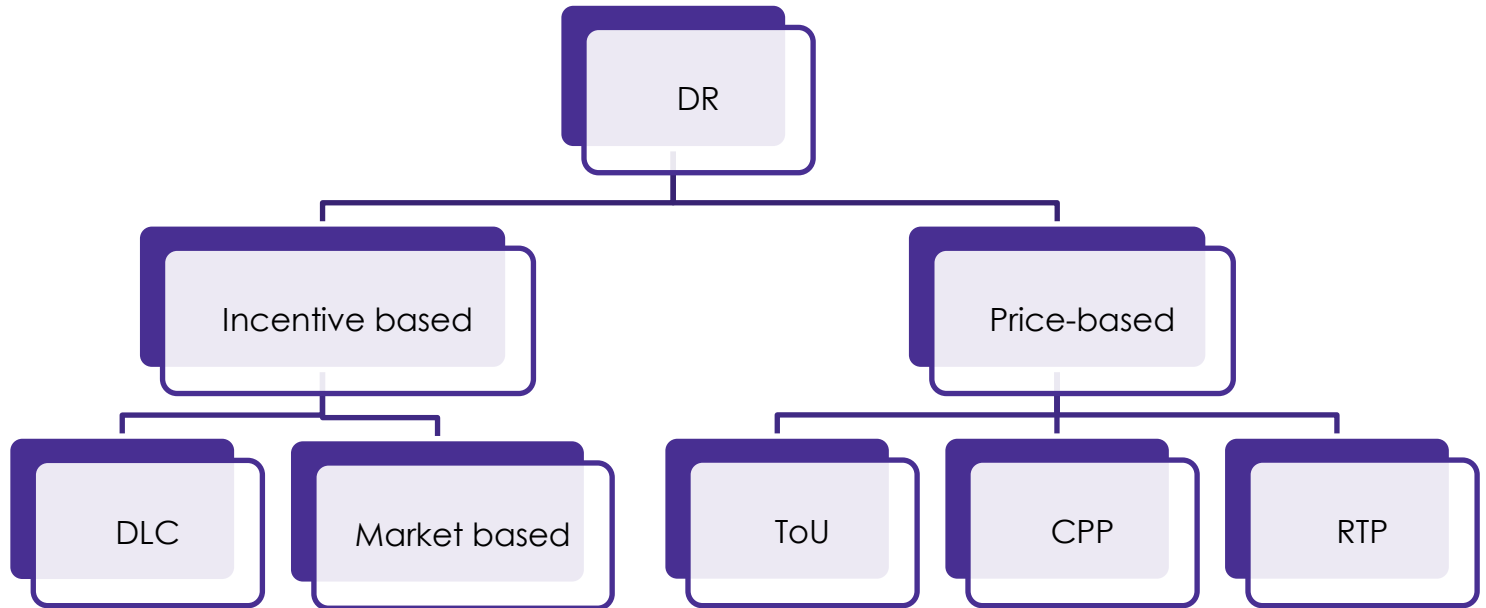 DR
Incentive based
Price-based
DLC
Market based
ToU
CPP
RTP